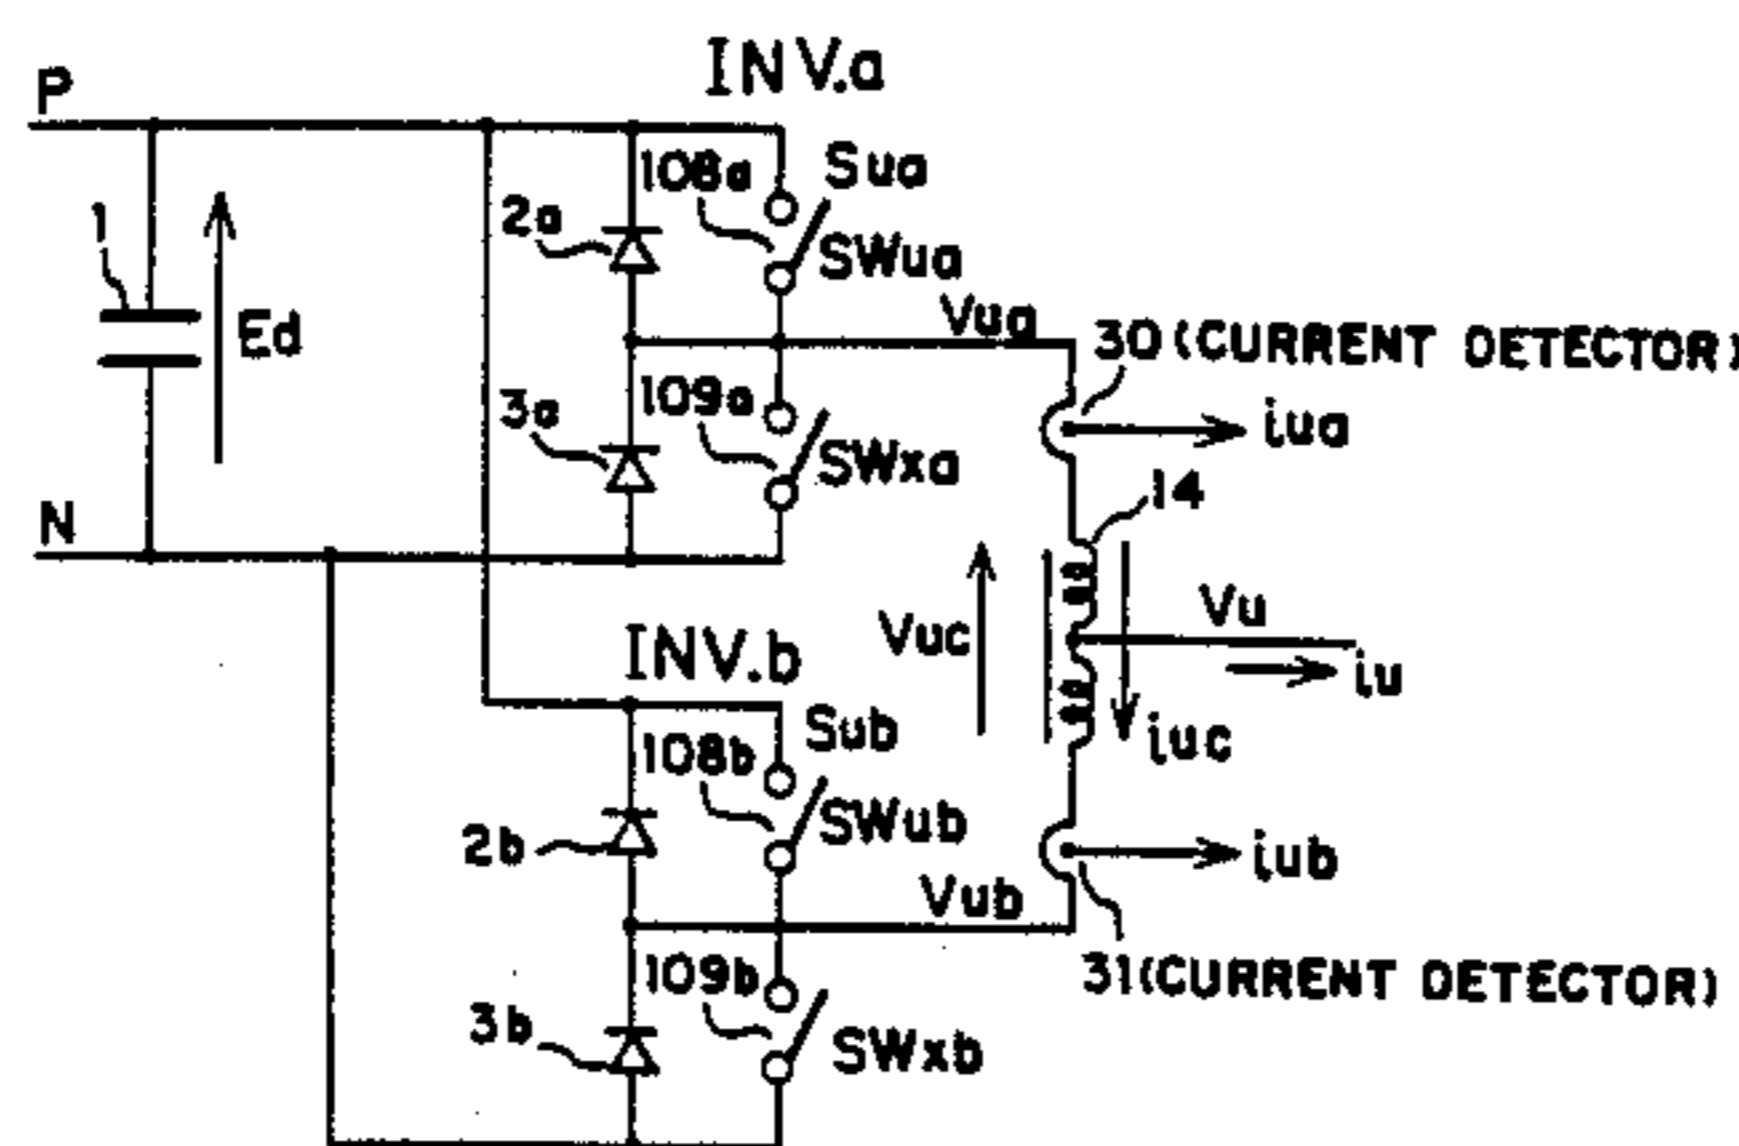 INV.a
P
108a
Sua
2a
SWua
1
Ed
Vua
30 (CURRENT DETECTOR)
3a
109a
iua
SWxa
14
N
Vuc
Vu
iu
INV.b
iuc
Sub
108b
2b
SWub
iub
Vub
109b
31(CURRENT DETECTOR)
3b
SWxb